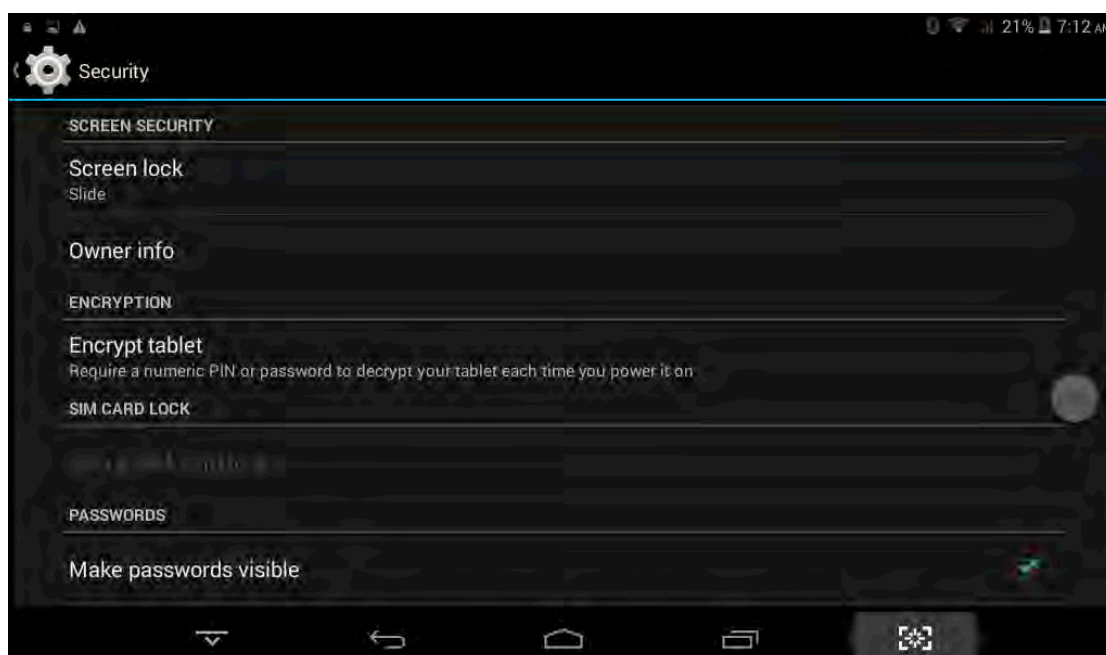 21% 7:12 AM
Security
SCREEN SECURITY
Screen lock
Slide
Owner info
ENCRYPTION
Encrypt tablet
Require a numeric PIN or password to decrypt your tablet each time you power it on
SIM CARD LOCK
PASSWORDS
Make passwords visible